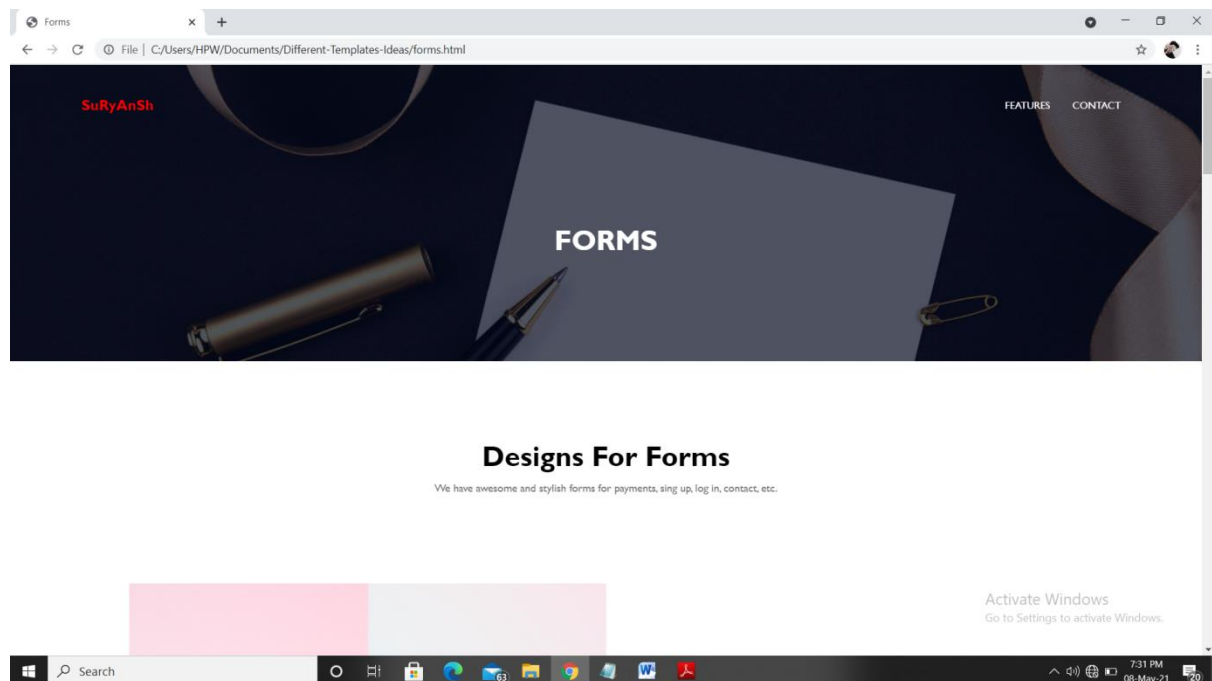 Forms
File | C:/Users/HPW/Documents/Different-Templates-Ideas/forms.html
SuRyAnSh
FEATURES CONTACT
FORMS
Designs For Forms
We have awesome and stylish forms for payments, sing up, log in, contact, etc.
Activate Windows
Go to Settings to activate Windows.
Search
63
7:31 PM
08-May-21
20